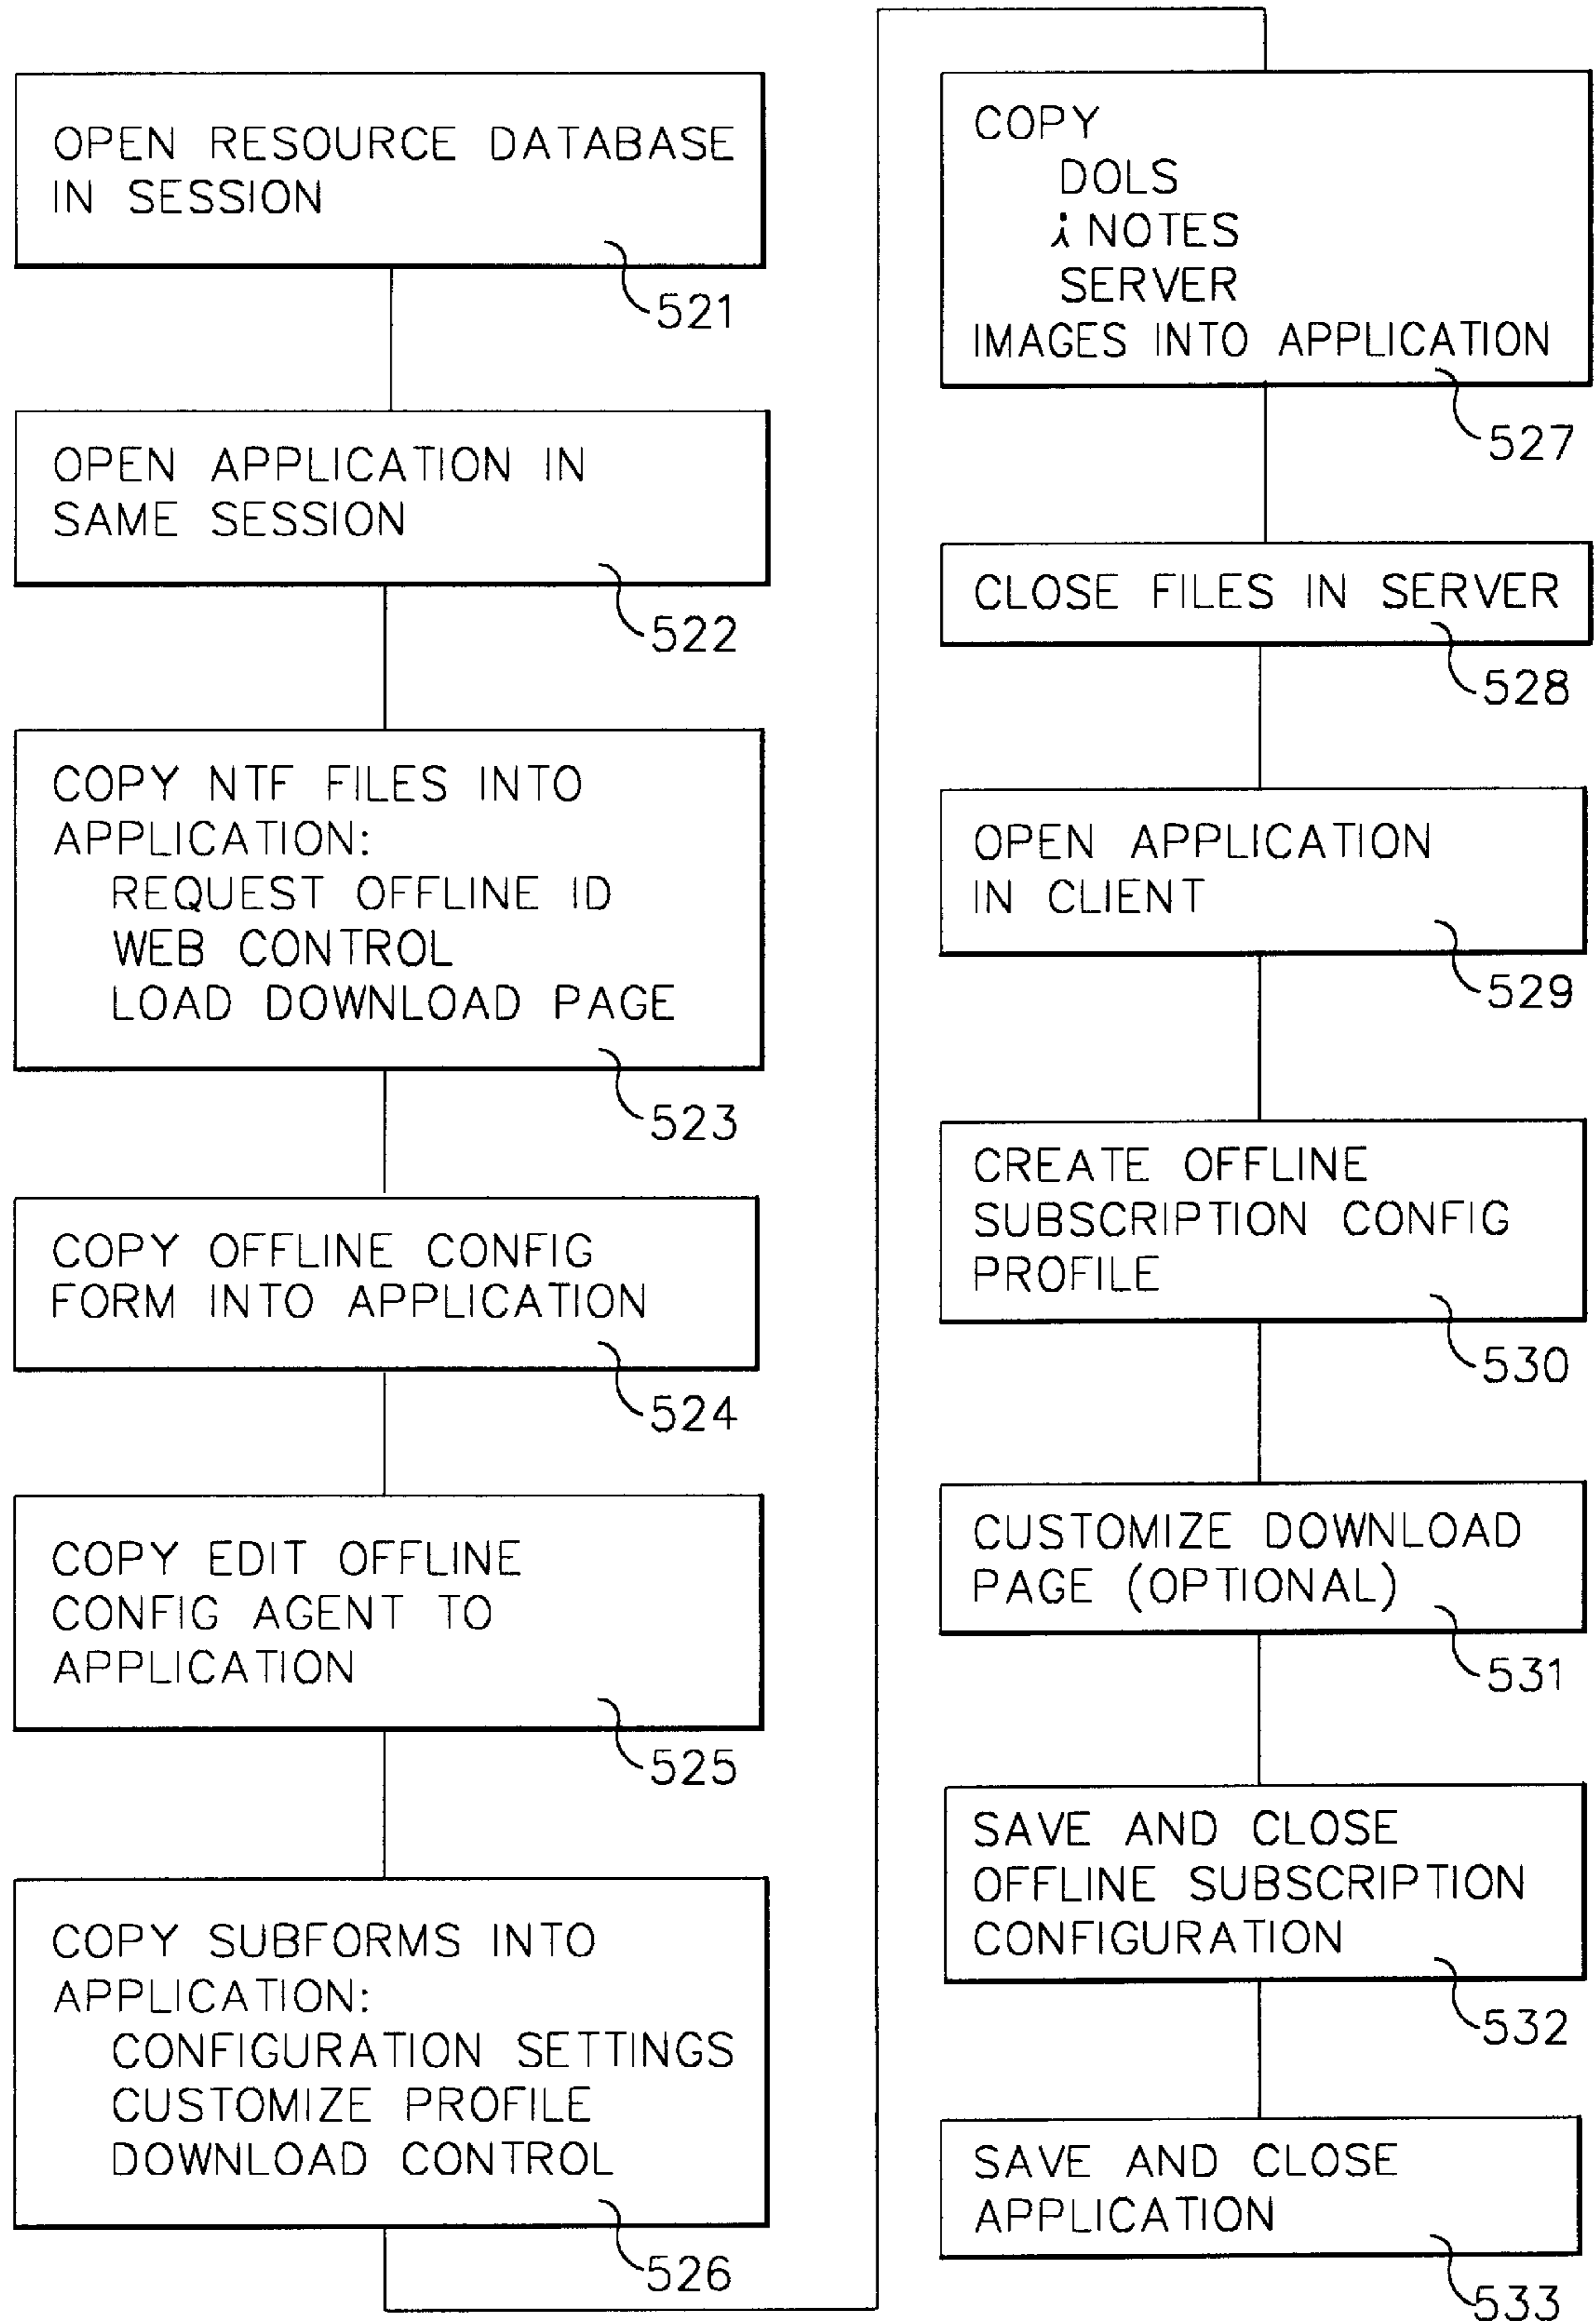 OPEN RESOURCE DATABASE
IN SESSION
521
OPEN APPLICATION IN
SAME SESSION
522
COPY NTF FILES INTO
APPLICATION:
REQUEST OFFLINE ID
WEB CONTROL
LOAD DOWNLOAD PAGE
523
COPY OFFLINE CONFIG
FORM INTO APPLICATION
524
COPY EDIT OFFLINE
CONFIG AGENT TO
APPLICATION
525
COPY SUBFORMS INTO
APPLICATION:
CONFIGURATION SETTINGS
CUSTOMIZE PROFILE
DOWNLOAD CONTROL
526
COPY
DOLS
i NOTES
SERVER
IMAGES INTO APPLICATION
527
CLOSE FILES IN SERVER
528
OPEN APPLICATION
IN CLIENT
529
CREATE OFFLINE
SUBSCRIPTION CONFIG
PROFILE
530
CUSTOMIZE DOWNLOAD
PAGE (OPTIONAL)
531
SAVE AND CLOSE
OFFLINE SUBSCRIPTION
CONFIGURATION
532
SAVE AND CLOSE
APPLICATION
533